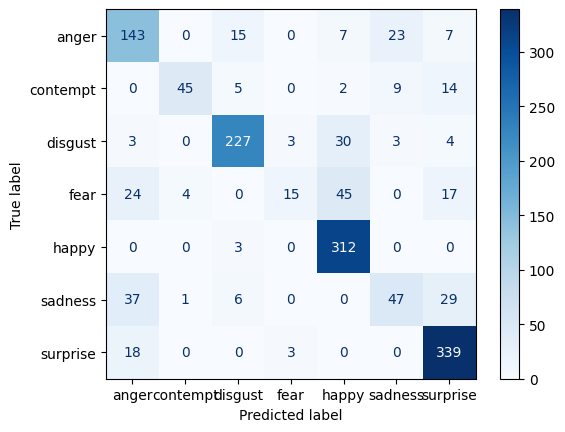 anger 143 0 15 0 7 23 7
contempt 0 45 5 0 2 9 14
disgust 3 0 227 3 30 3 4
fear 24 4 0 15 45 0 17
happy 0 0 3 0 312 0 0
sadness 37 1 6 0 0 47 29
surprise 18 0 0 3 0 0 339
anger contempt disgust fear happy sadness surprise
Predicted label
True label
300
250
200
150
100
50
0